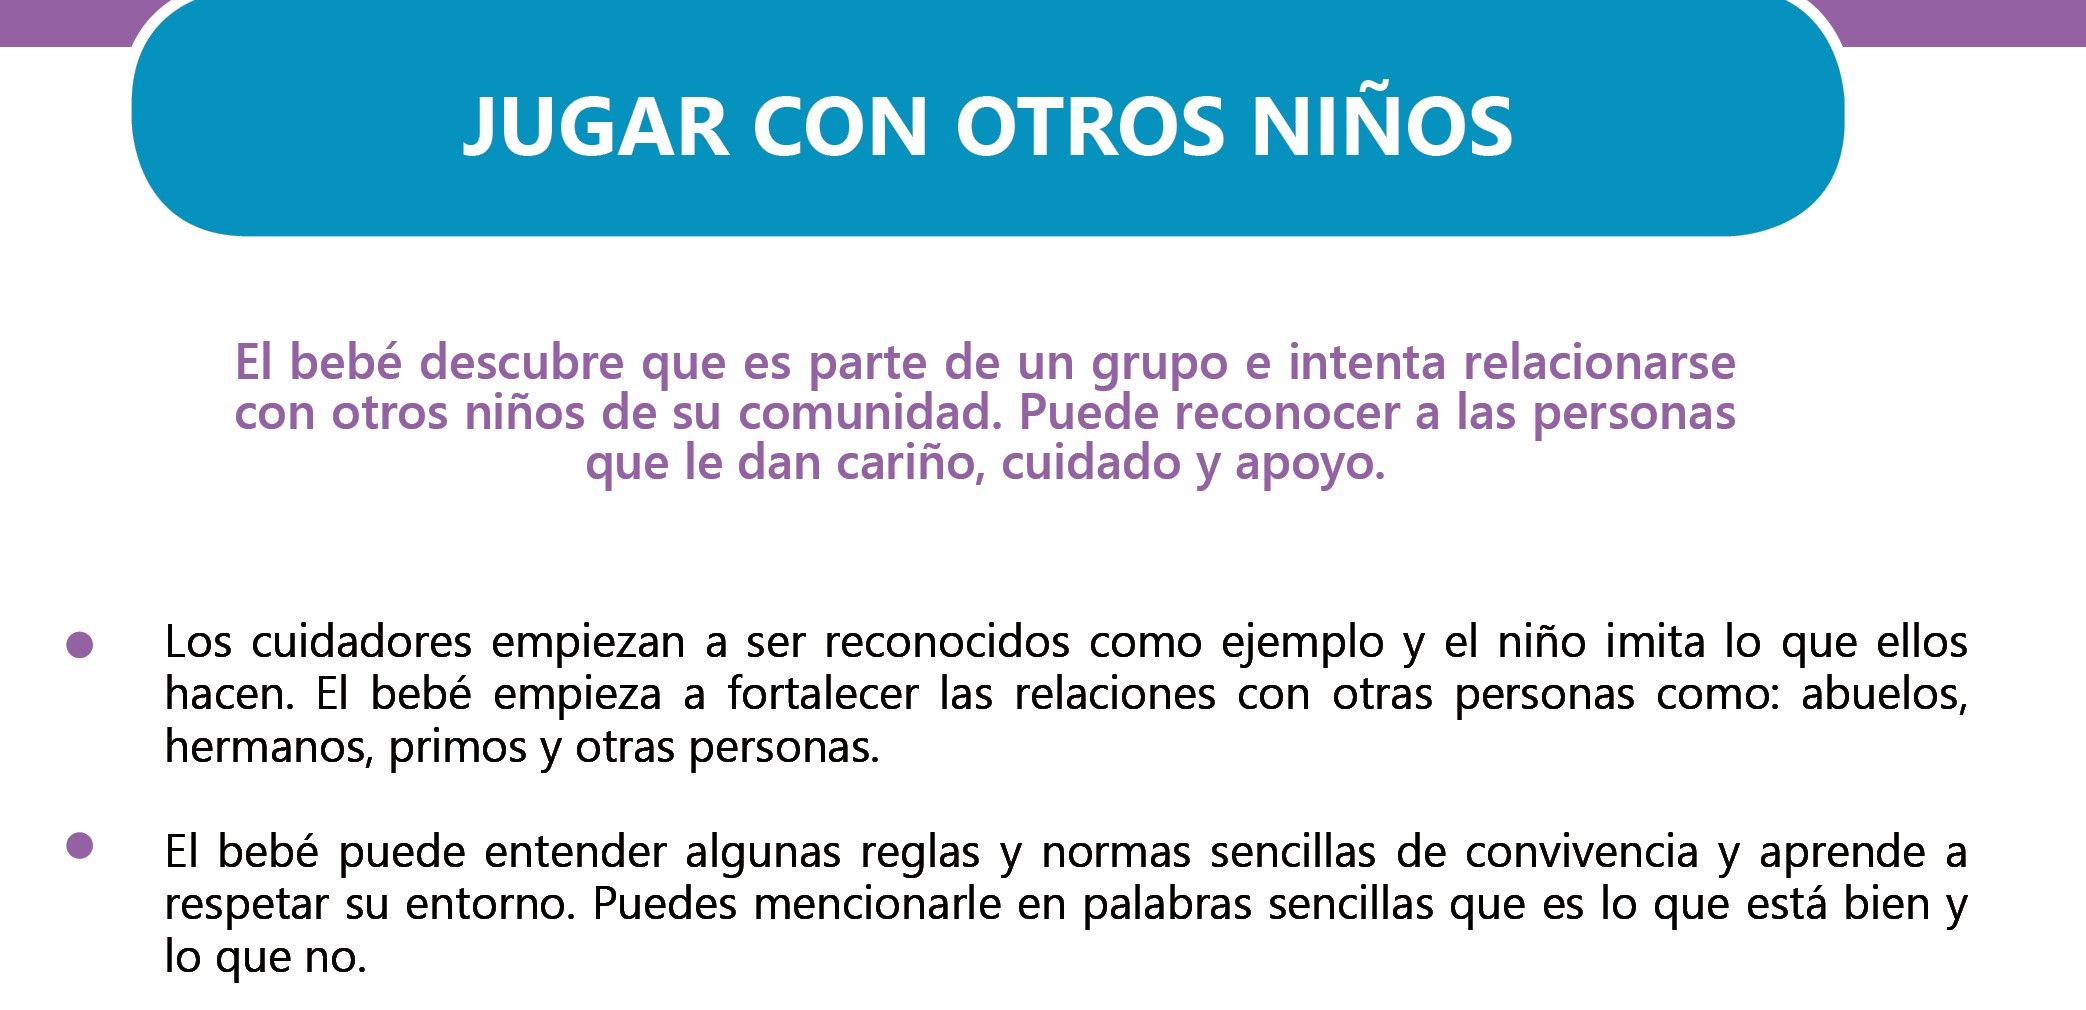 JUGAR CON OTROS NIÑOS
El bebé descubre que es parte de un grupo e intenta relacionarse
con otros niños de su comunidad. Puede reconocer a las personas
que le dan cariño, cuidado y apoyo.
Los cuidadores empiezan a ser reconocidos como ejemplo y el niño imita lo que ellos
hacen. El bebé empieza a fortalecer las relaciones con otras personas como: abuelos,
hermanos, primos y otras personas.
El bebé puede entender algunas reglas y normas sencillas de convivencia y aprende a
respetar su entorno. Puedes mencionarle en palabras sencillas que es lo que está bien y
lo que no.